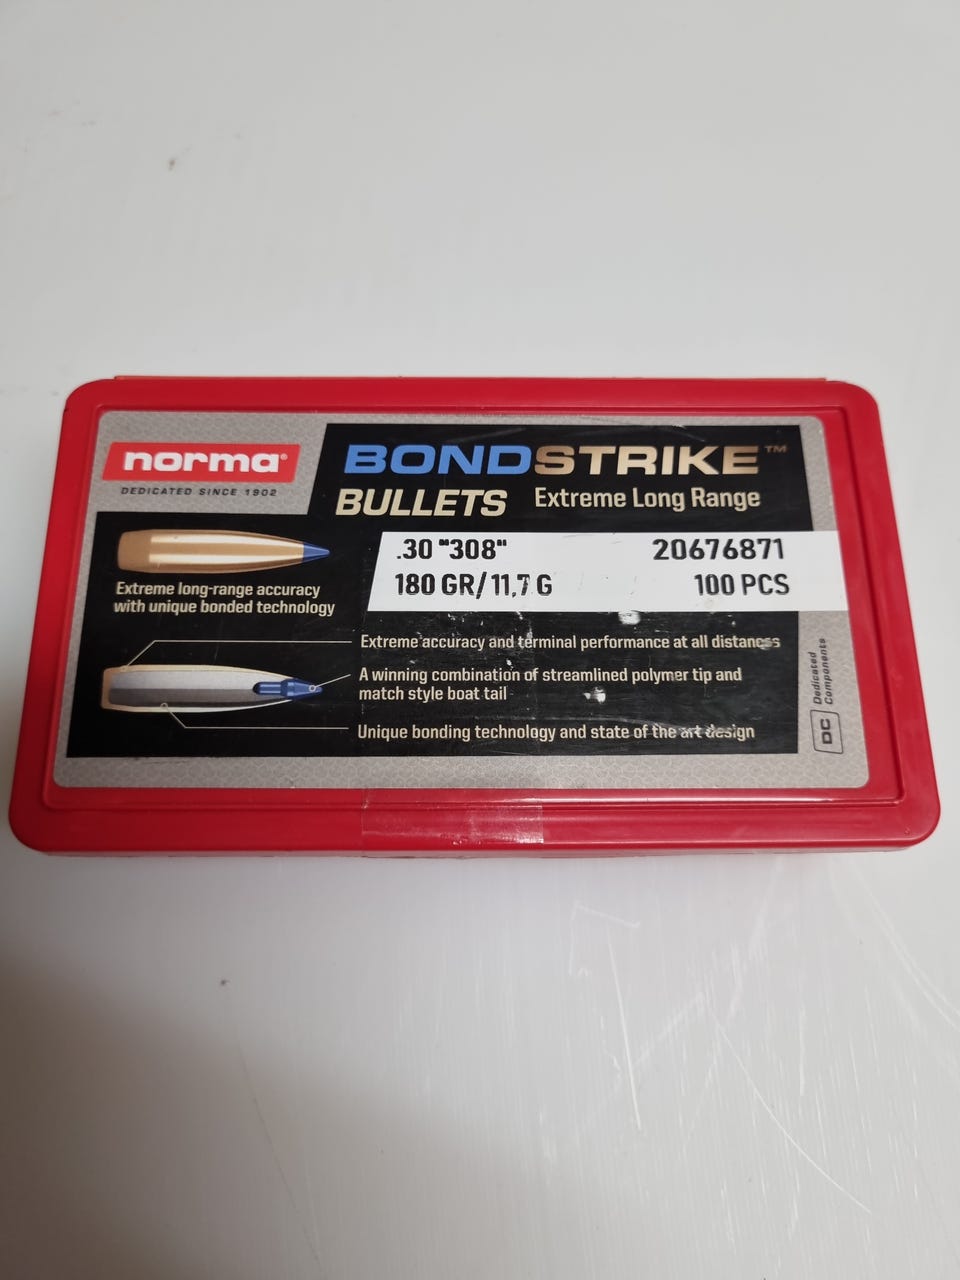 norma®
DEDICATED SINCE 1902
BONDSTRIKE™
BULLETS Extreme Long Range
.30 "308" 20676871
180 GR/11,7 G 100 PCS
Extreme long-range accuracy
with unique bonded technology
Extreme accuracy and terminal performance at all distances
A winning combination of streamlined polymer tip and
match style boat tail
Unique bonding technology and state of the art design
DC Dedicated
Components